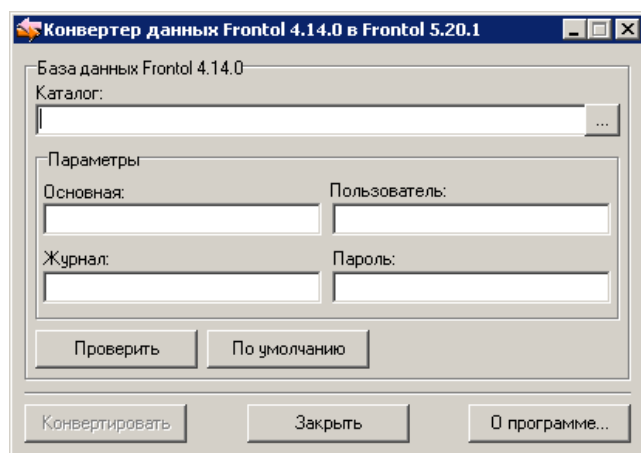 Конвертер данных Frontol 4.14.0 в Frontol 5.20.1
База данных Frontol 4.14.0
Каталог:
...
Параметры
Основная:
Пользователь:
Журнал:
Пароль:
Проверить
По умолчанию
Конвертировать
Закрыть
О программе...